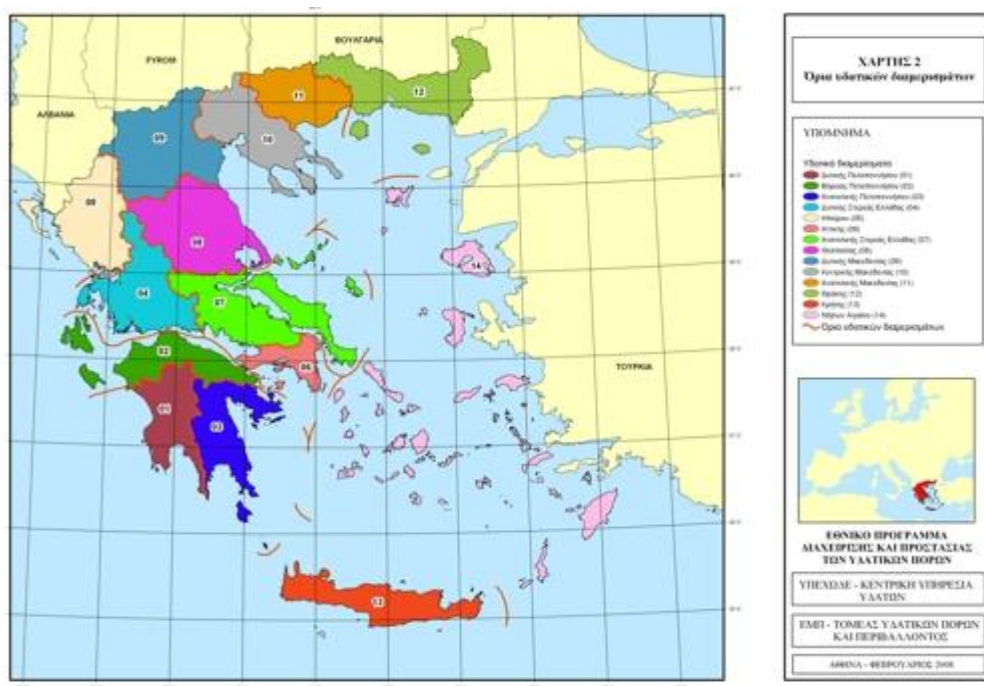 ΒΟΥΛΓΑΡΙΑ
FYROM
ΑΛΒΑΝΙΑ
ΤΟΥΡΚΙΑ
12
11
10
09
08
14
04
07
02
06
01
03
13
ΧΑΡΤΗΣ 2
Όρια υδατικών διαμερισμάτων
ΥΠΟΜΝΗΜΑ
Υδατικά διαμερίσματα
Δυτικής Πελοποννήσου (01)
Βόρειας Πελοποννήσου (02)
Ανατολικής Πελοποννήσου (03)
Δυτικής Στερεάς Ελλάδας (04)
Ηπείρου (05)
Αττικής (06)
Ανατολικής Στερεάς Ελλάδας (07)
Θεσσαλίας (08)
Δυτικής Μακεδονίας (09)
Κεντρικής Μακεδονίας (10)
Ανατολικής Μακεδονίας (11)
Θράκης (12)
Κρήτης (13)
Νήσων Αιγαίου (14)
Όρια υδατικών διαμερισμάτων
ΕΘΝΙΚΟ ΠΡΟΓΡΑΜΜΑ
ΔΙΑΧΕΙΡΙΣΗΣ ΚΑΙ ΠΡΟΣΤΑΣΙΑΣ
ΤΩΝ ΥΔΑΤΙΚΩΝ ΠΟΡΩΝ
ΥΠΕΧΩΔΕ - ΚΕΝΤΡΙΚΗ ΥΠΗΡΕΣΙΑ
ΥΔΑΤΩΝ
ΕΜΠ - ΤΟΜΕΑΣ ΥΔΑΤΙΚΩΝ ΠΟΡΩΝ
ΚΑΙ ΠΕΡΙΒΑΛΛΟΝΤΟΣ
ΑΘΗΝΑ - ΦΕΒΡΟΥΑΡΙΟΣ 2008